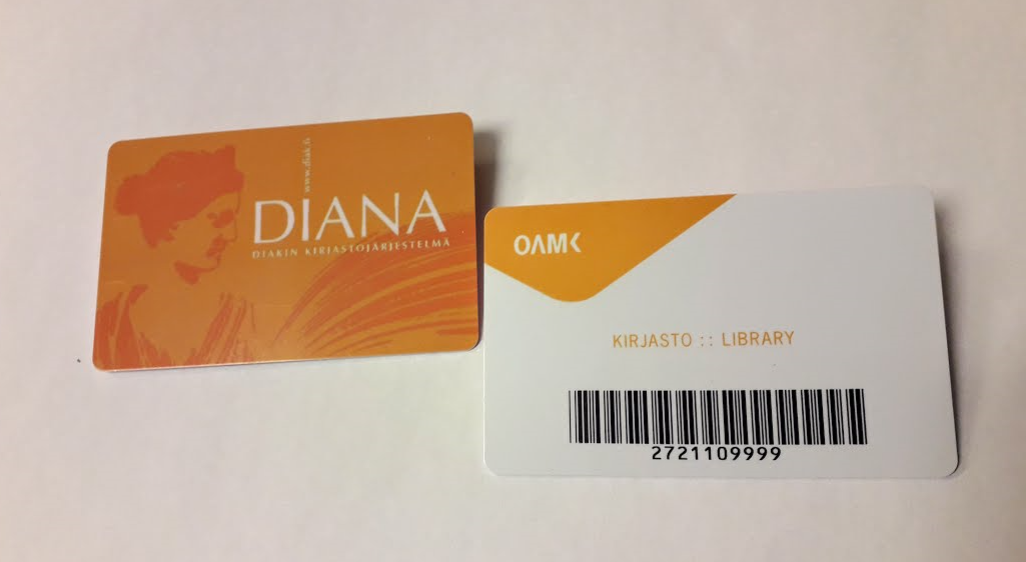 www.diak.fi
DIANA
DIAKIN KIRJASTOJÄRJESTELMÄ
OAMK
KIRJASTO :: LIBRARY
2721109999